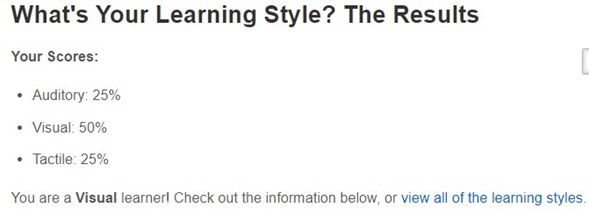 What's Your Learning Style? The Results
Your Scores:
• Auditory: 25%
• Visual: 50%
• Tactile: 25%
You are a Visual learner! Check out the information below, or view all of the learning styles.